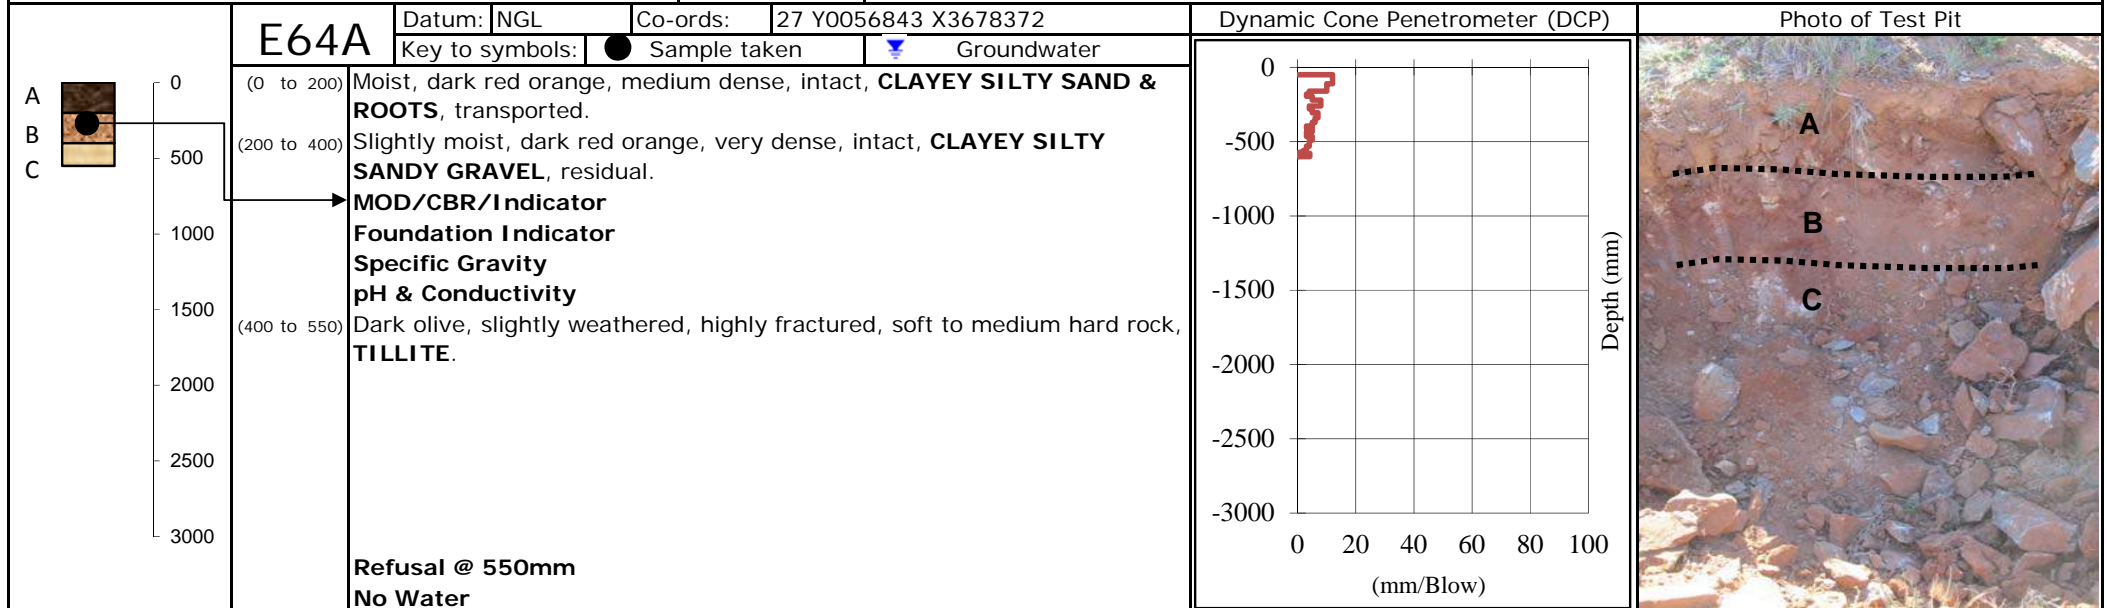 E64A
Datum: NGL Co-ords: 27 Y0056843 X3678372
Key to symbols: Sample taken Groundwater
Dynamic Cone Penetrometer (DCP)
Photo of Test Pit
A
B
C
0
500
1000
1500
2000
2500
3000
(0 to 200) Moist, dark red orange, medium dense, intact, CLAYEY SILTY SAND &
ROOTS, transported.
(200 to 400) Slightly moist, dark red orange, very dense, intact, CLAYEY SILTY
SANDY GRAVEL, residual.
MOD/CBR/Indicator
Foundation Indicator
Specific Gravity
pH & Conductivity
(400 to 550) Dark olive, slightly weathered, highly fractured, soft to medium hard rock,
TILLITE.
Refusal @ 550mm
No Water
0
-500
-1000
-1500
-2000
-2500
-3000
0 20 40 60 80 100
(mm/Blow)
Depth (mm)
A
B
C